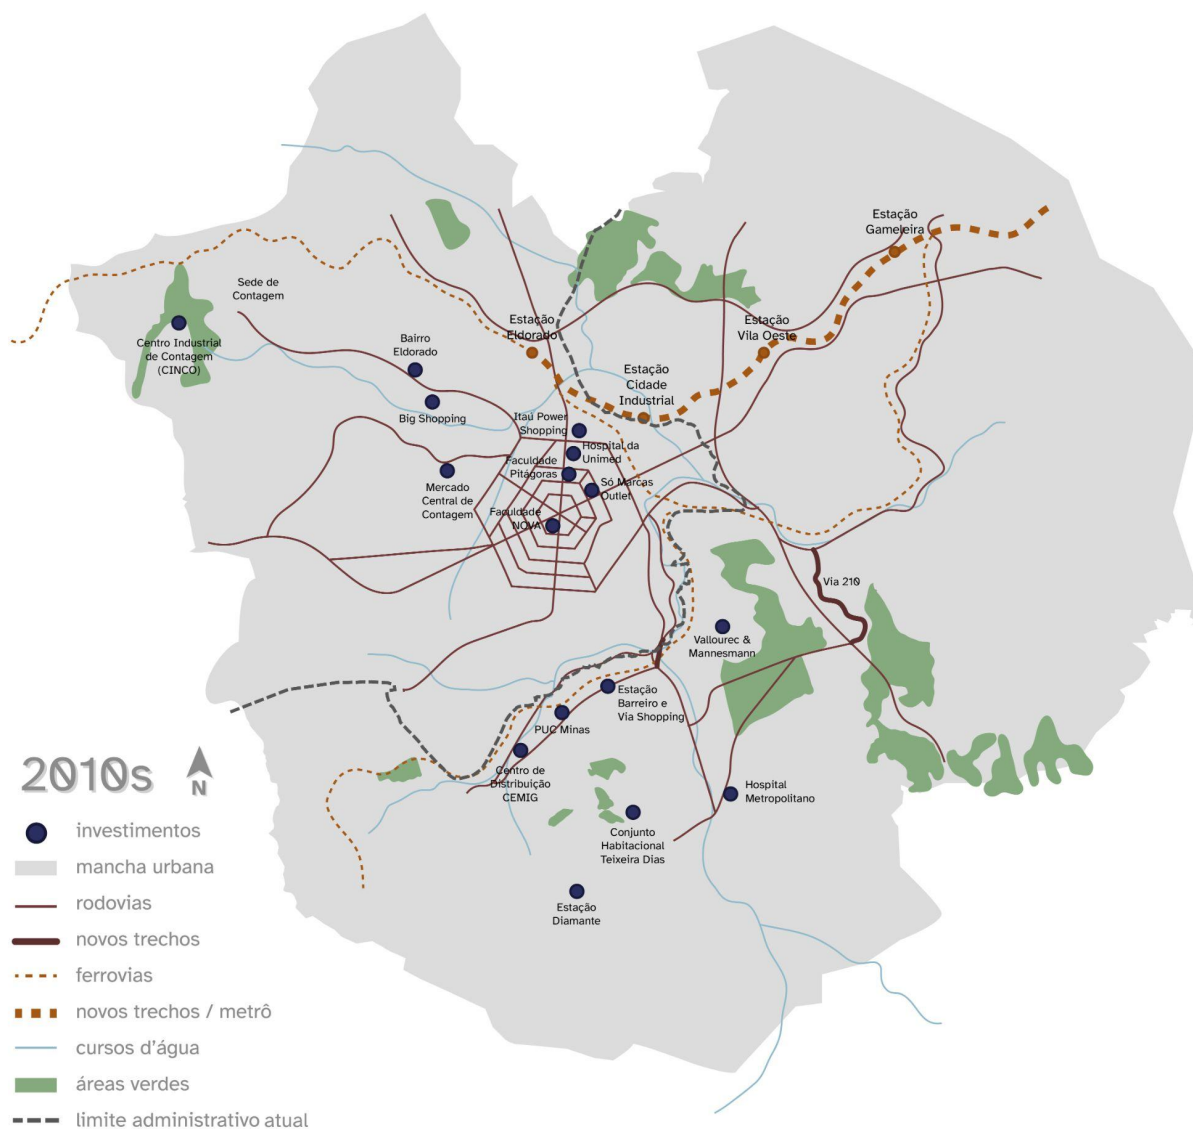 Estação
Gameleira
Sede de
Contagem
Estação
Eldorado
Estação
Vila Oeste
Centro Industrial
de Contagem
(CINCO)
Bairro
Eldorado
Estação
Cidade
Industrial
Big Shopping
Itaú Power
Shopping
Hospital da
Unimed
Faculdade
Pitágoras
Mercado
Central de
Contagem
Só Marcas
Outlet
Faculdade
NOVA
Via 210
Vallourec &
Mannesmann
Estação
Barreiro e
Via Shopping
PUC Minas
Centro de
Distribuição
CEMIG
Hospital
Metropolitano
Conjunto
Habitacional
Teixeira Dias
Estação
Diamante
2010s
N
investimentos
mancha urbana
rodovias
novos trechos
ferrovias
novos trechos / metrô
cursos d'água
áreas verdes
limite administrativo atual